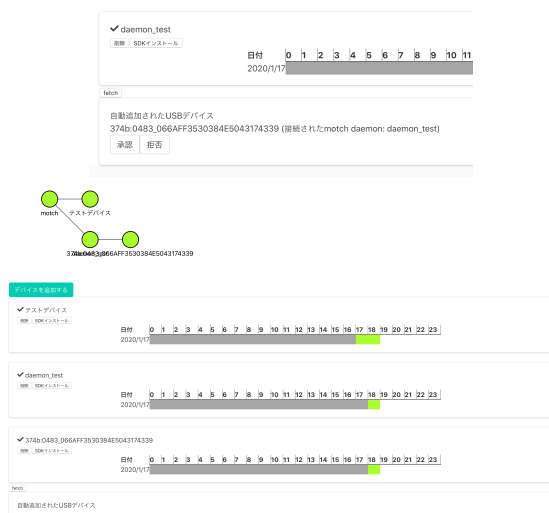 daemon_test
削除 SDKインストール
日付 0 1 2 3 4 5 6 7 8 9 10 11
2020/1/17
fetch
自動追加されたUSBデバイス
374b:0483_066AFF3530384E5043174339 (接続されたmotch daemon: daemon_test)
承認 拒否
motch テストデバイス
374b:0483_066AFF3530384E5043174339
デバイスを追加する
テストデバイス
削除 SDKインストール
日付 0 1 2 3 4 5 6 7 8 9 10 11 12 13 14 15 16 17 18 19 20 21 22 23
2020/1/17
daemon_test
削除 SDKインストール
日付 0 1 2 3 4 5 6 7 8 9 10 11 12 13 14 15 16 17 18 19 20 21 22 23
2020/1/17
374b:0483_066AFF3530384E5043174339
削除 SDKインストール
日付 0 1 2 3 4 5 6 7 8 9 10 11 12 13 14 15 16 17 18 19 20 21 22 23
2020/1/17
fetch
自動追加されたUSBデバイス